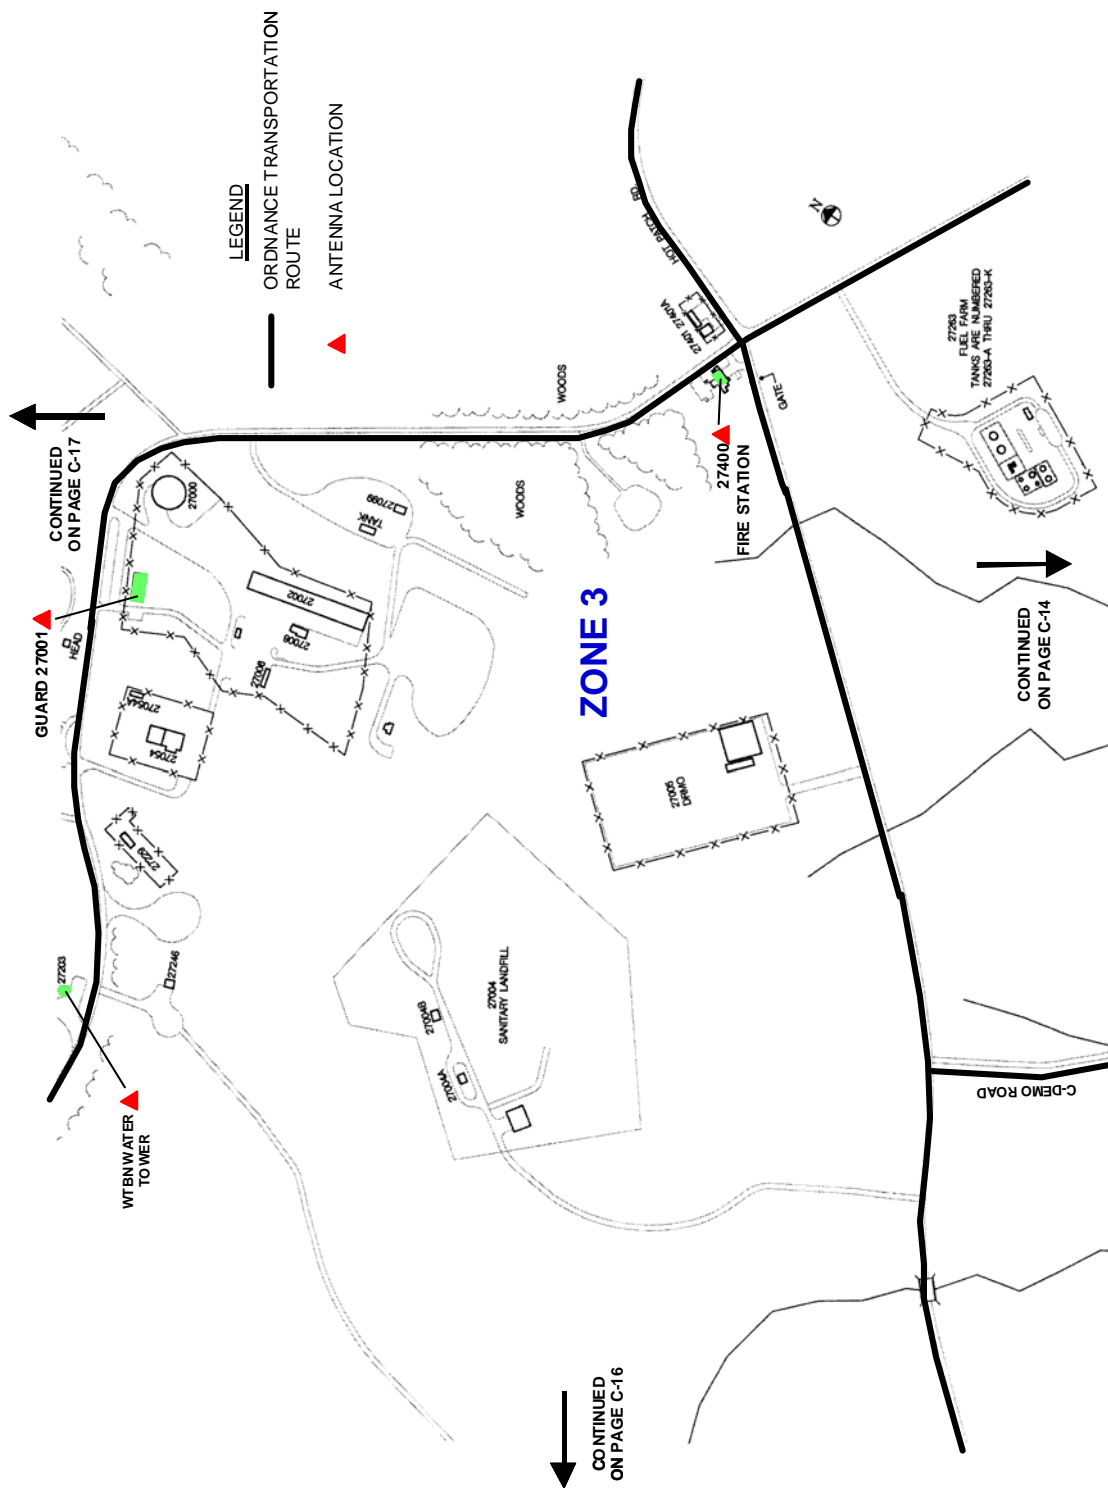 LEGEND
ORDNANCE TRANSPORTATION
ROUTE
ANTENNA LOCATION
CONTINUED
ON PAGE C-17
GUARD 27001
HEAD
27000
27002
27008
27006
TANK
27099
27054A
27054
27229
27203
27246
WTBN WATER
TOWER
WOODS
WOODS
HOT PATCH RD.
N
27401 27401A
GATE
27400
FIRE STATION
27263
FUEL FARM
TANKS ARE NUMBERED
27263-A THRU 27263-K
ZONE 3
CONTINUED
ON PAGE C-14
27005
DRMO
27004
SANITARY LANDFILL
27004B
27004A
C-DEMO ROAD
CONTINUED
ON PAGE C-16